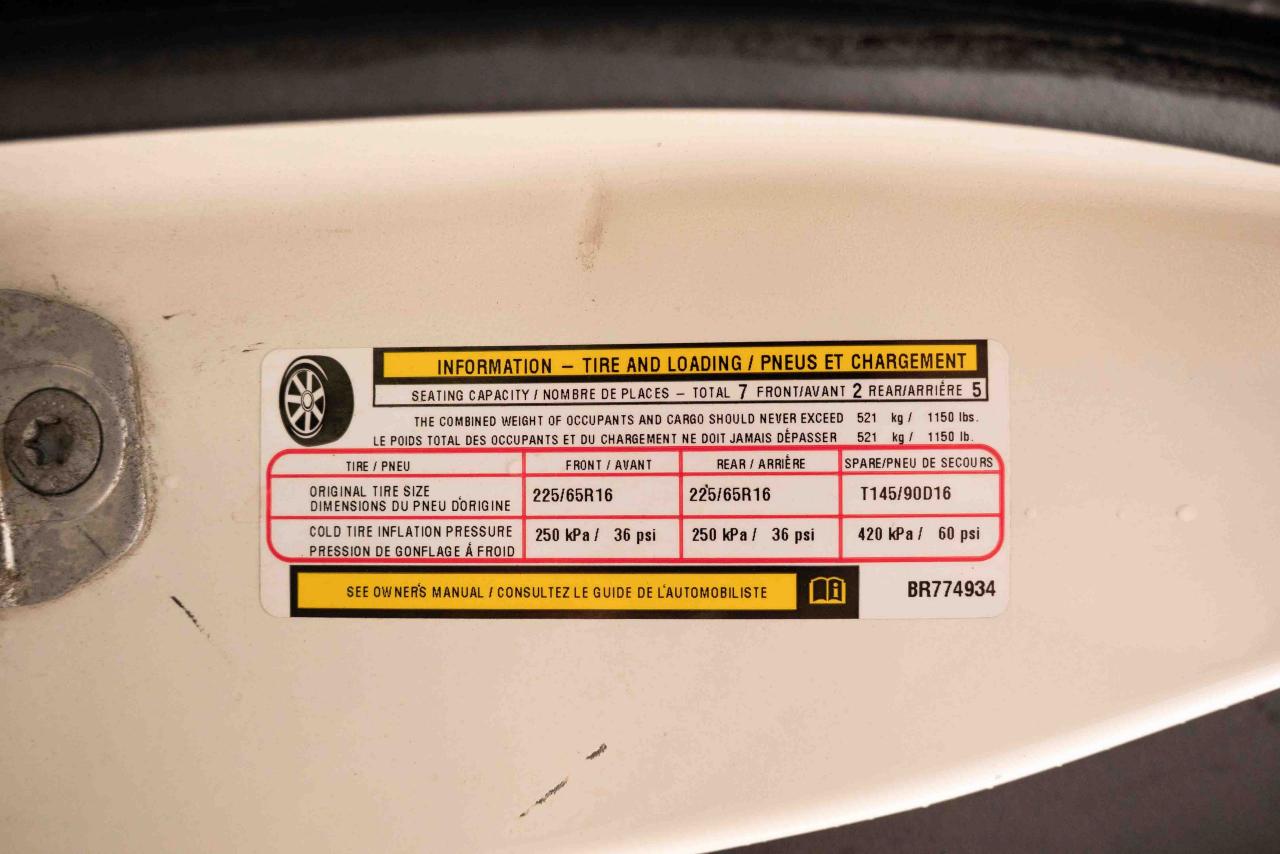 INFORMATION – TIRE AND LOADING / PNEUS ET CHARGEMENT
SEATING CAPACITY / NOMBRE DE PLACES – TOTAL 7 FRONT/AVANT 2 REAR/ARRIÈRE 5
THE COMBINED WEIGHT OF OCCUPANTS AND CARGO SHOULD NEVER EXCEED 521 kg / 1150 lbs.
LE POIDS TOTAL DES OCCUPANTS ET DU CHARGEMENT NE DOIT JAMAIS DÉPASSER 521 kg / 1150 lb.
TIRE / PNEU FRONT / AVANT REAR / ARRIÈRE SPARE/PNEU DE SECOURS
ORIGINAL TIRE SIZE
DIMENSIONS DU PNEU D'ORIGINE
225/65R16 225/65R16 T145/90D16
COLD TIRE INFLATION PRESSURE
PRESSION DE GONFLAGE Á FROID
250 kPa / 36 psi 250 kPa / 36 psi 420 kPa / 60 psi
SEE OWNER'S MANUAL / CONSULTEZ LE GUIDE DE L'AUTOMOBILISTE
BR774934